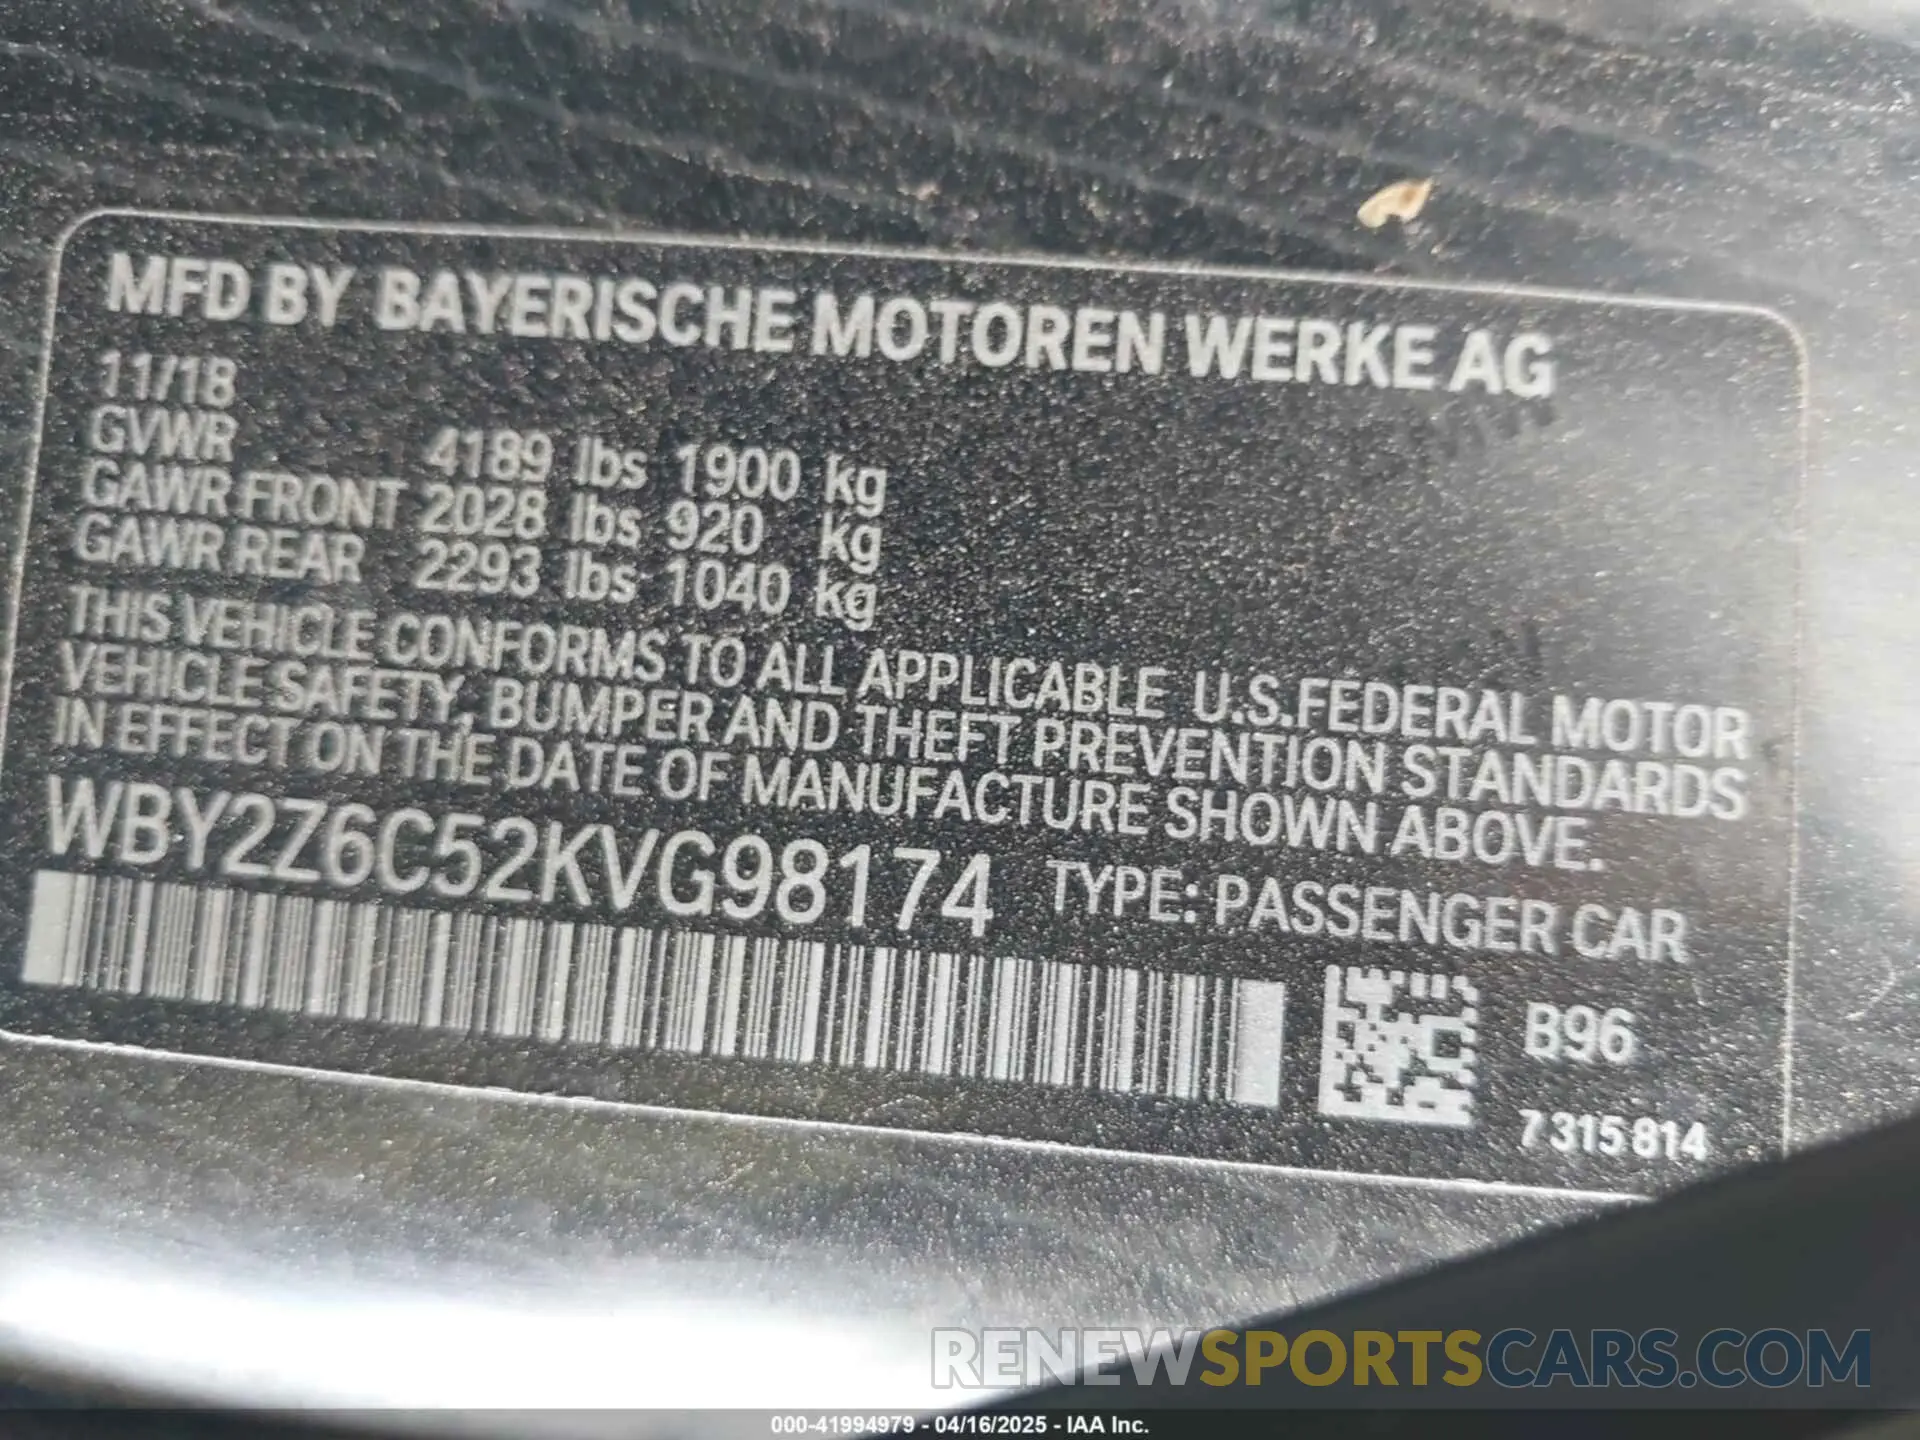 MFD BY BAYERISCHE MOTOREN WERKE AG
11/18
GVWR 4189 lbs 1900 kg
GAWR FRONT 2028 lbs 920 kg
GAWR REAR 2293 lbs 1040 kg
THIS VEHICLE CONFORMS TO ALL APPLICABLE U.S.FEDERAL MOTOR
VEHICLE SAFETY, BUMPER AND THEFT PREVENTION STANDARDS
IN EFFECT ON THE DATE OF MANUFACTURE SHOWN ABOVE.
WBY2Z6C52KVG98174 TYPE: PASSENGER CAR
B96
7315814
RENEWSPORTSCARS.COM
000-41994979 - 04/16/2025 - IAA Inc.